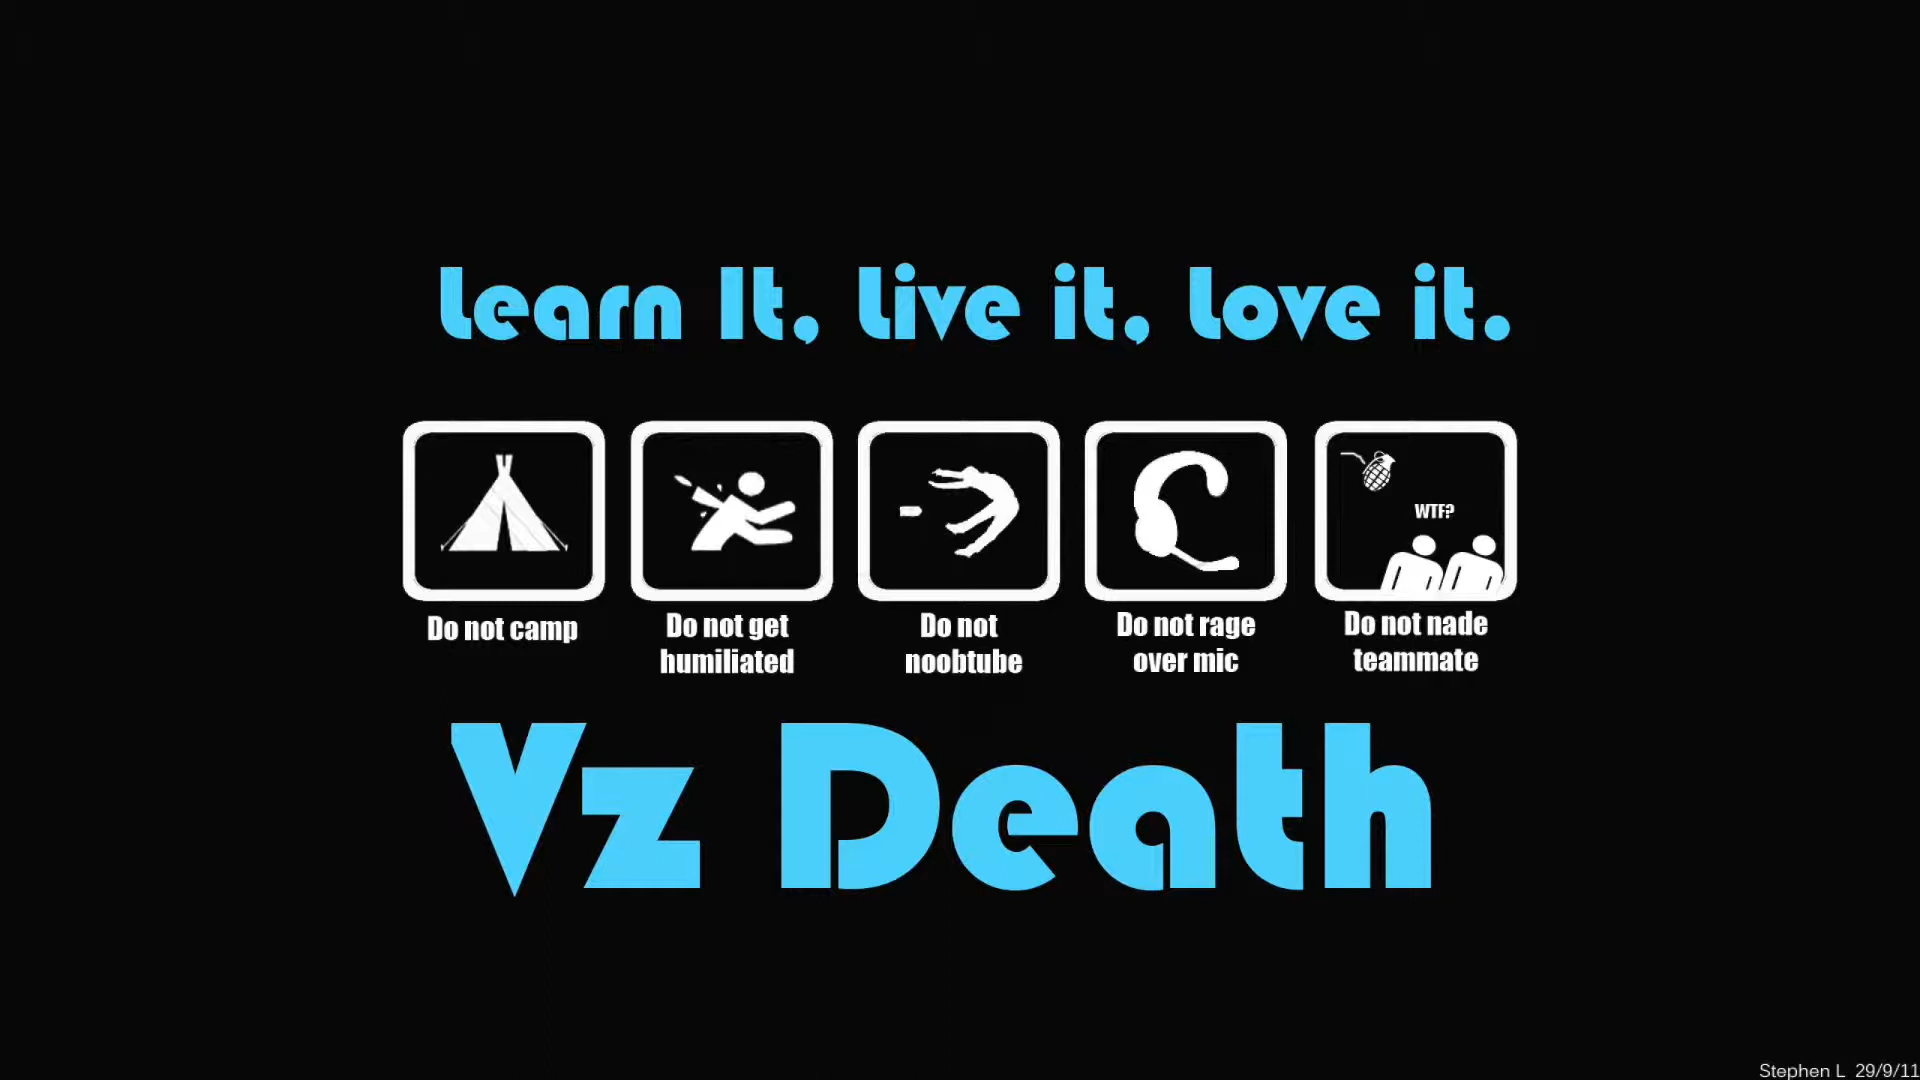 Learn It, Live it, Love it.
WTF?
Do not camp
Do not get
humiliated
Do not
noobtube
Do not rage
over mic
Do not nade
teammate
Vz Death
Stephen L 29/9/11